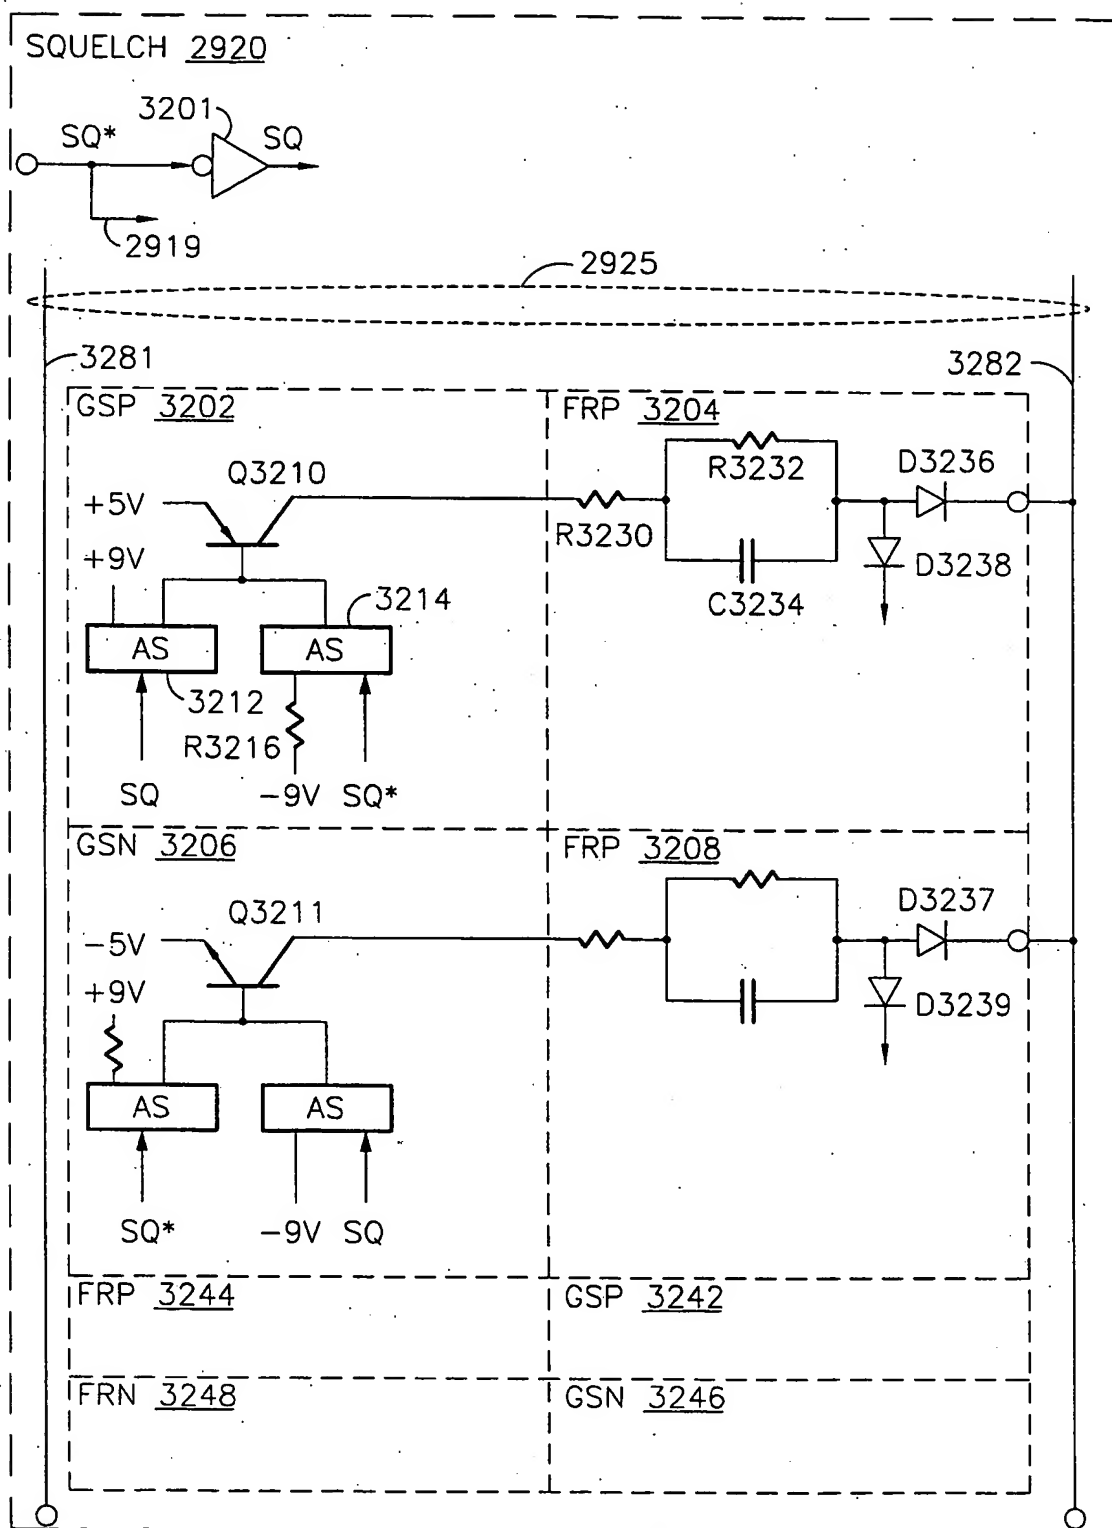 SQUELCH 2920
3201
SQ*
SQ
2919
2925
3281
3282
GSP 3202
FRP 3204
Q3210
R3232
D3236
+5V
R3230
+9V
D3238
C3234
3214
AS
AS
3212
R3216
SQ
-9V
SQ*
GSN 3206
FRP 3208
Q3211
D3237
-5V
+9V
D3239
AS
AS
SQ*
-9V
SQ
FRP 3244
GSP 3242
FRN 3248
GSN 3246